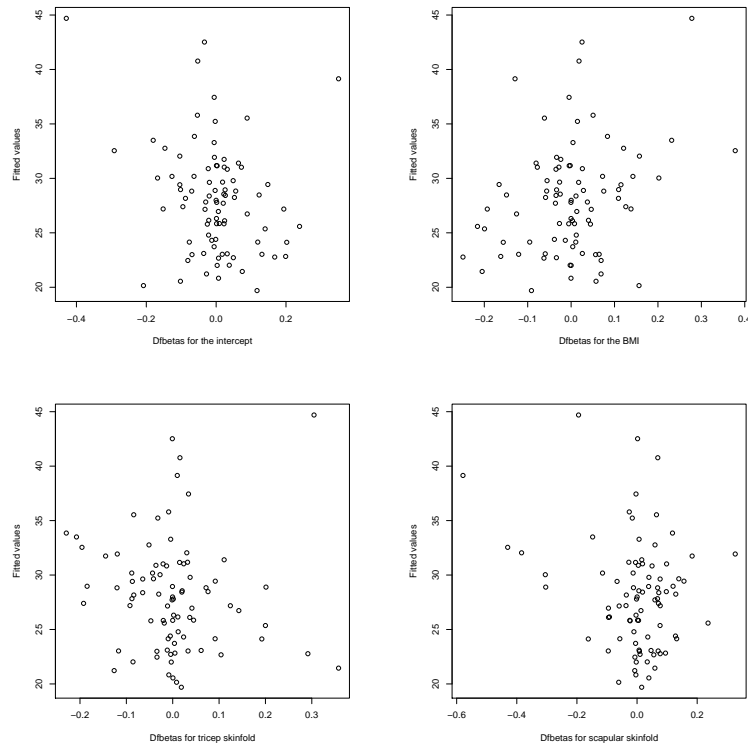 45
40
35
30
25
20
Fitted values
−0.4 −0.2 0.0 0.2
Dfbetas for the intercept
45
40
35
30
25
20
Fitted values
−0.2 −0.1 0.0 0.1 0.2 0.3 0.4
Dfbetas for the BMI
45
40
35
30
25
20
Fitted values
−0.2 −0.1 0.0 0.1 0.2 0.3
Dfbetas for tricep skinfold
45
40
35
30
25
20
Fitted values
−0.6 −0.4 −0.2 0.0 0.2
Dfbetas for scapular skinfold